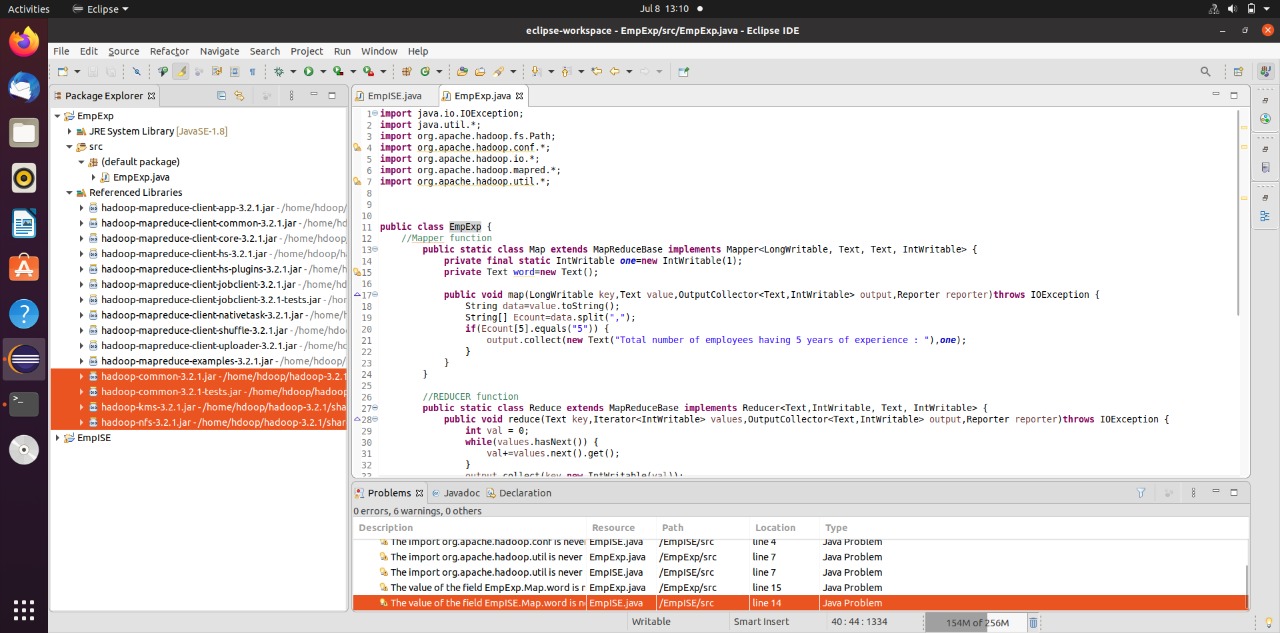 Activities Eclipse Jul 8 13:10
eclipse-workspace - EmpExp/src/EmpExp.java - Eclipse IDE
File Edit Source Refactor Navigate Search Project Run Window Help
Package Explorer
EmpExp
JRE System Library [JavaSE-1.8]
src
(default package)
EmpExp.java
Referenced Libraries
hadoop-mapreduce-client-app-3.2.1.jar - /home/hdoop/
hadoop-mapreduce-client-common-3.2.1.jar - /home/h
hadoop-mapreduce-client-core-3.2.1.jar - /home/hdoop
hadoop-mapreduce-client-hs-3.2.1.jar - /home/hdoop/h
hadoop-mapreduce-client-hs-plugins-3.2.1.jar - /home/
hadoop-mapreduce-client-jobclient-3.2.1.jar - /home/h
hadoop-mapreduce-client-jobclient-3.2.1-tests.jar - /ho
hadoop-mapreduce-client-nativetask-3.2.1.jar - /home/
hadoop-mapreduce-client-shuffle-3.2.1.jar - /home/hdo
hadoop-mapreduce-client-uploader-3.2.1.jar - /home/h
hadoop-mapreduce-examples-3.2.1.jar - /home/hdoop/
hadoop-common-3.2.1.jar - /home/hdoop/hadoop-3.2.1
hadoop-common-3.2.1-tests.jar - /home/hdoop/hadoop
hadoop-kms-3.2.1.jar - /home/hdoop/hadoop-3.2.1/sha
hadoop-nfs-3.2.1.jar - /home/hdoop/hadoop-3.2.1/shar
EmpISE
EmpISE.java EmpExp.java
1 import java.io.IOException;
2 import java.util.*;
3 import org.apache.hadoop.fs.Path;
4 import org.apache.hadoop.conf.*;
5 import org.apache.hadoop.io.*;
6 import org.apache.hadoop.mapred.*;
7 import org.apache.hadoop.util.*;
8
9
10
11 public class EmpExp {
12 //Mapper function
13 public static class Map extends MapReduceBase implements Mapper<LongWritable, Text, Text, IntWritable> {
14 private final static IntWritable one=new IntWritable(1);
15 private Text word=new Text();
16
17 public void map(LongWritable key,Text value,OutputCollector<Text,IntWritable> output,Reporter reporter)throws IOException {
18 String data=value.toString();
19 String[] Ecount=data.split(",");
20 if(Ecount[5].equals("5")) {
21 output.collect(new Text("Total number of employees having 5 years of experience : "),one);
22 }
23 }
24 }
25
26 //REDUCER function
27 public static class Reduce extends MapReduceBase implements Reducer<Text,IntWritable, Text, IntWritable> {
28 public void reduce(Text key,Iterator<IntWritable> values,OutputCollector<Text,IntWritable> output,Reporter reporter)throws IOException {
29 int val = 0;
30 while(values.hasNext()) {
31 val+=values.next().get();
32 }
33 output.collect(key,new IntWritable(val));
Problems Javadoc Declaration
0 errors, 6 warnings, 0 others
Description Resource Path Location Type
The import org.apache.hadoop.conf is neve EmpISE.java /EmpISE/src line 4 Java Problem
The import org.apache.hadoop.util is never EmpExp.java /EmpExp/src line 7 Java Problem
The import org.apache.hadoop.util is never EmpISE.java /EmpISE/src line 7 Java Problem
The value of the field EmpExp.Map.word is r EmpExp.java /EmpExp/src line 15 Java Problem
The value of the field EmpISE.Map.word is n EmpISE.java /EmpISE/src line 14 Java Problem
Writable Smart Insert 40 : 44 : 1334 154M of 256M